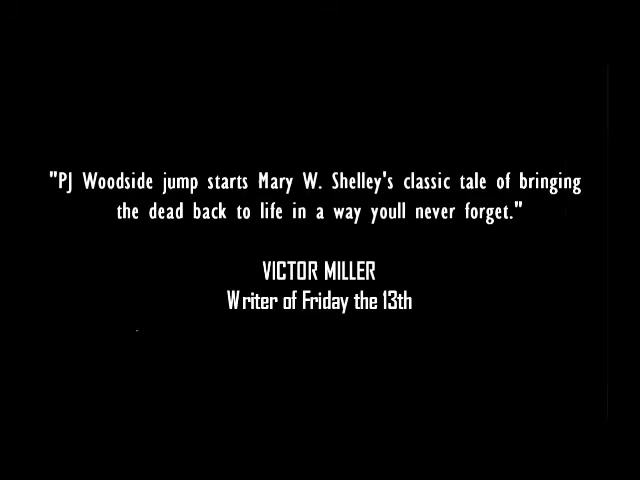 "PJ Woodside jump starts Mary W. Shelley's classic tale of bringing
the dead back to life in a way youll never forget."
VICTOR MILLER
Writer of Friday the 13th